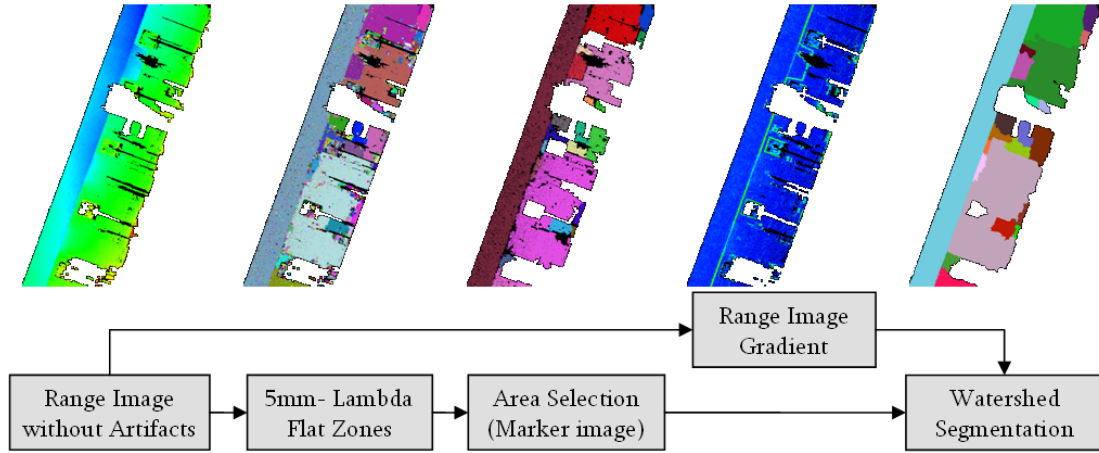 Range Image
Gradient
Range Image
without Artifacts
5mm- Lambda
Flat Zones
Area Selection
(Marker image)
Watershed
Segmentation